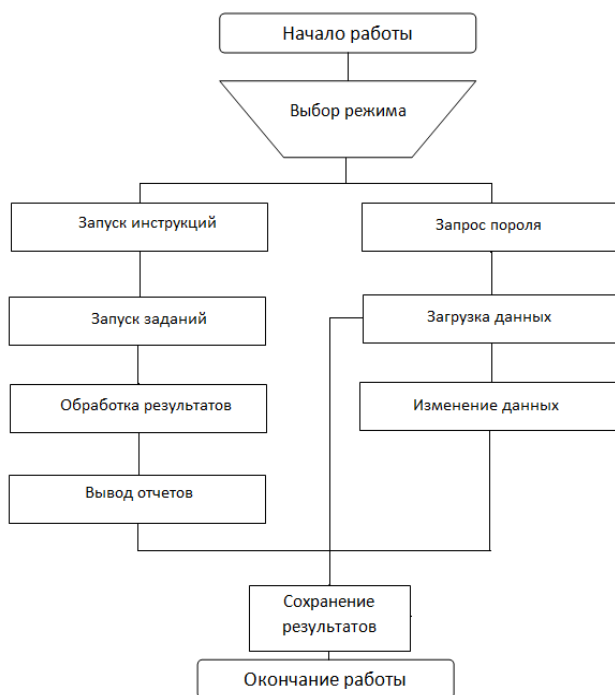 Начало работы
Выбор режима
Запуск инструкций
Запрос пороля
Запуск заданий
Загрузка данных
Обработка результатов
Изменение данных
Вывод отчетов
Сохранение
результатов
Окончание работы